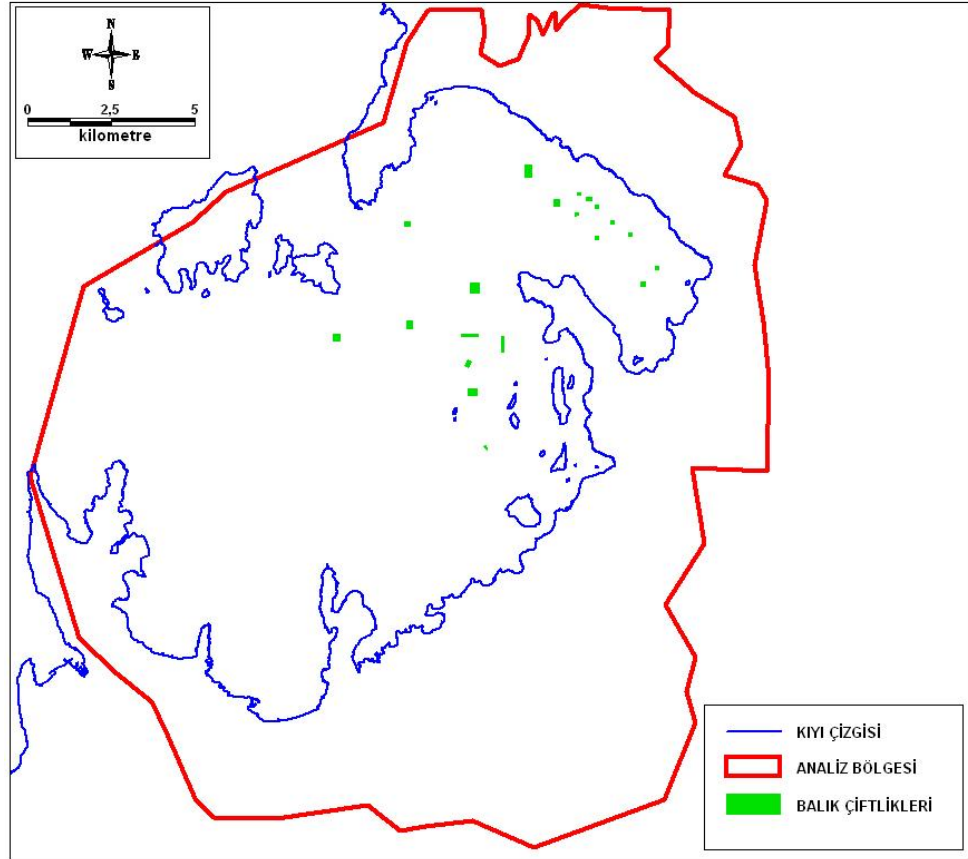 N
W E
S
0 2,5 5
kilometre
KIYI ÇİZGİSİ
ANALİZ BÖLGESİ
BALIK ÇİFTLİKLERİ